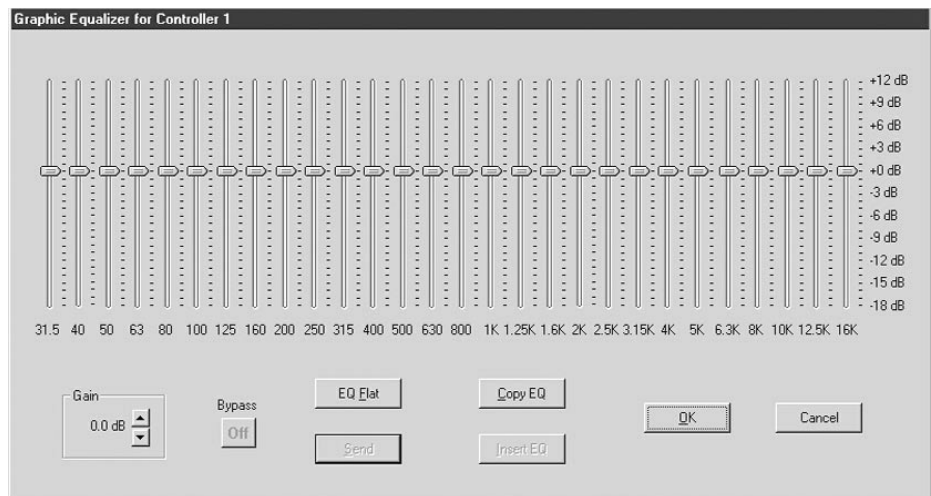 Graphic Equalizer for Controller 1
+12 dB
+9 dB
+6 dB
+3 dB
+0 dB
-3 dB
-6 dB
-9 dB
-12 dB
-15 dB
-18 dB
31.5 40 50 63 80 100 125 160 200 250 315 400 500 630 800 1K 1.25K 1.6K 2K 2.5K 3.15K 4K 5K 6.3K 8K 10K 12.5K 16K
Gain
0.0 dB
Bypass
Off
EQ Flat
Send
Copy EQ
Insert EQ
OK
Cancel